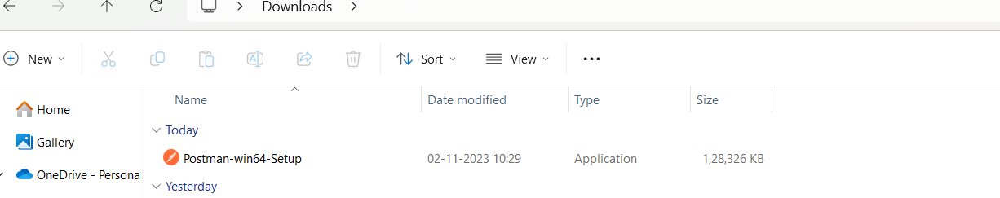 Downloads
New Sort View
Name Date modified Type Size
Home
Today
Gallery
Postman-win64-Setup 02-11-2023 10:29 Application 1,28,326 KB
OneDrive - Persona
Yesterday